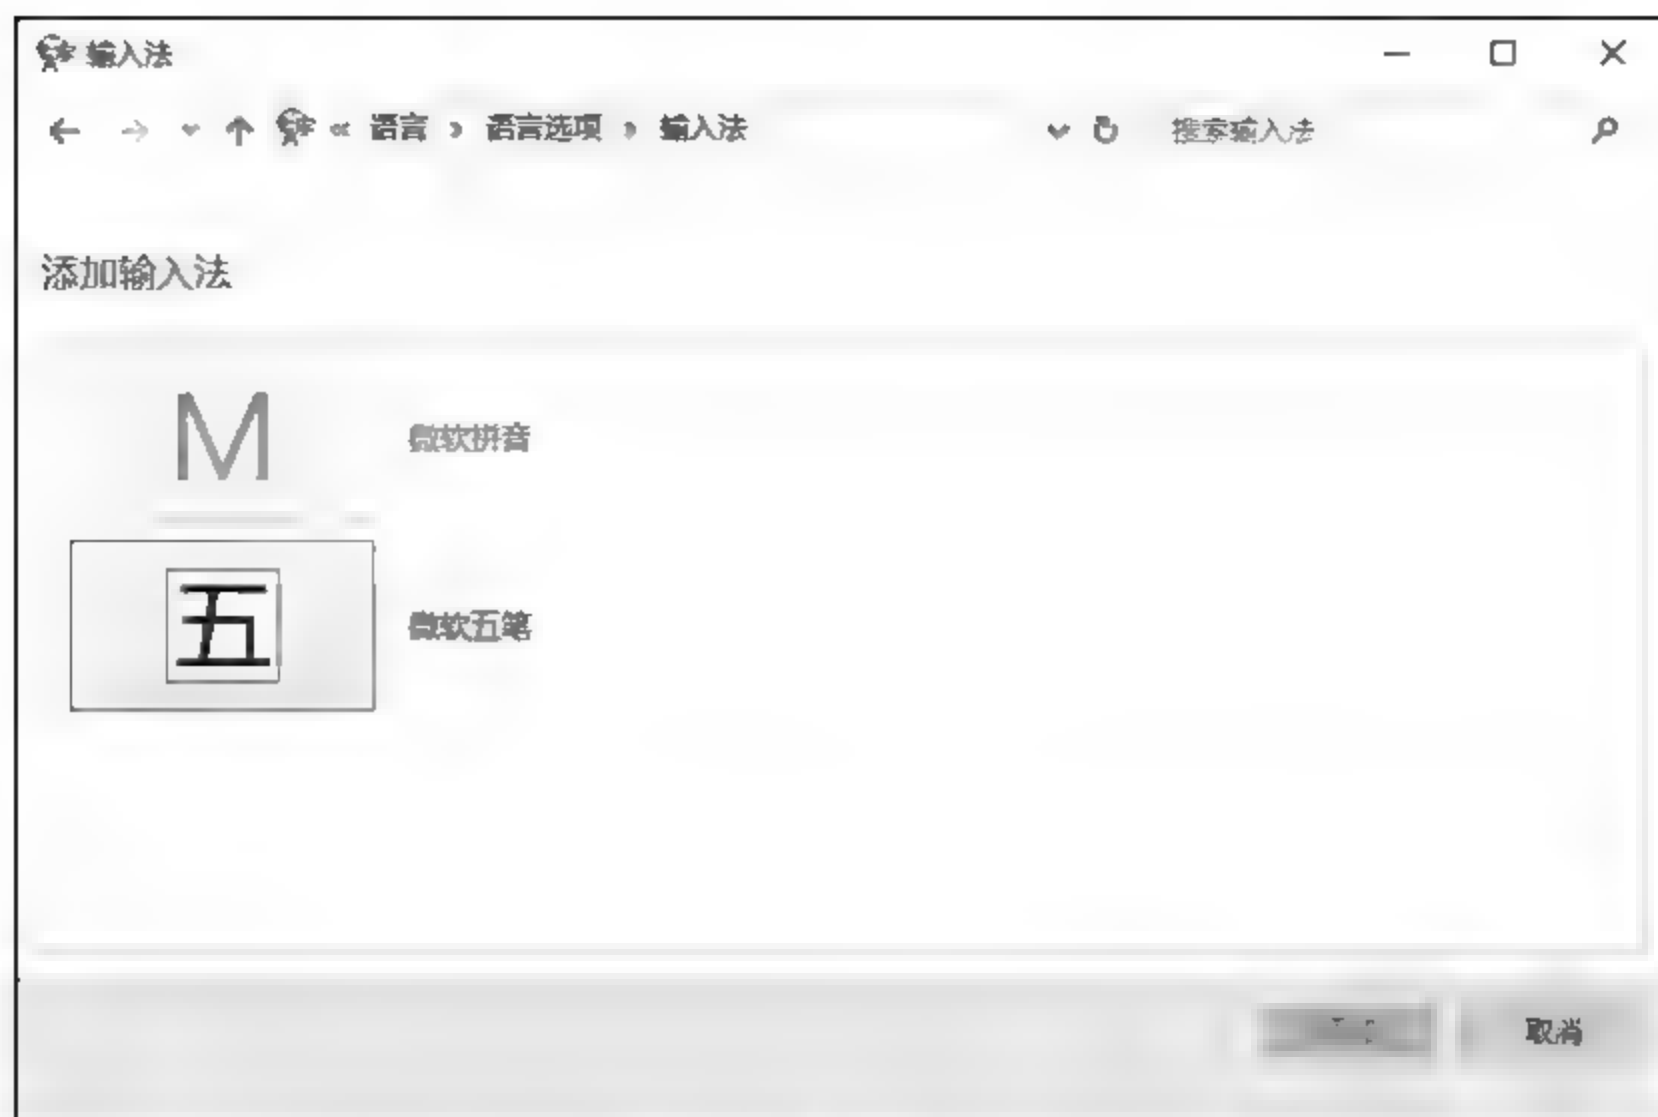 输入法
« 语言 › 语言选项 › 输入法 搜索输入法
添加输入法
M 微软拼音
五 微软五笔
取消